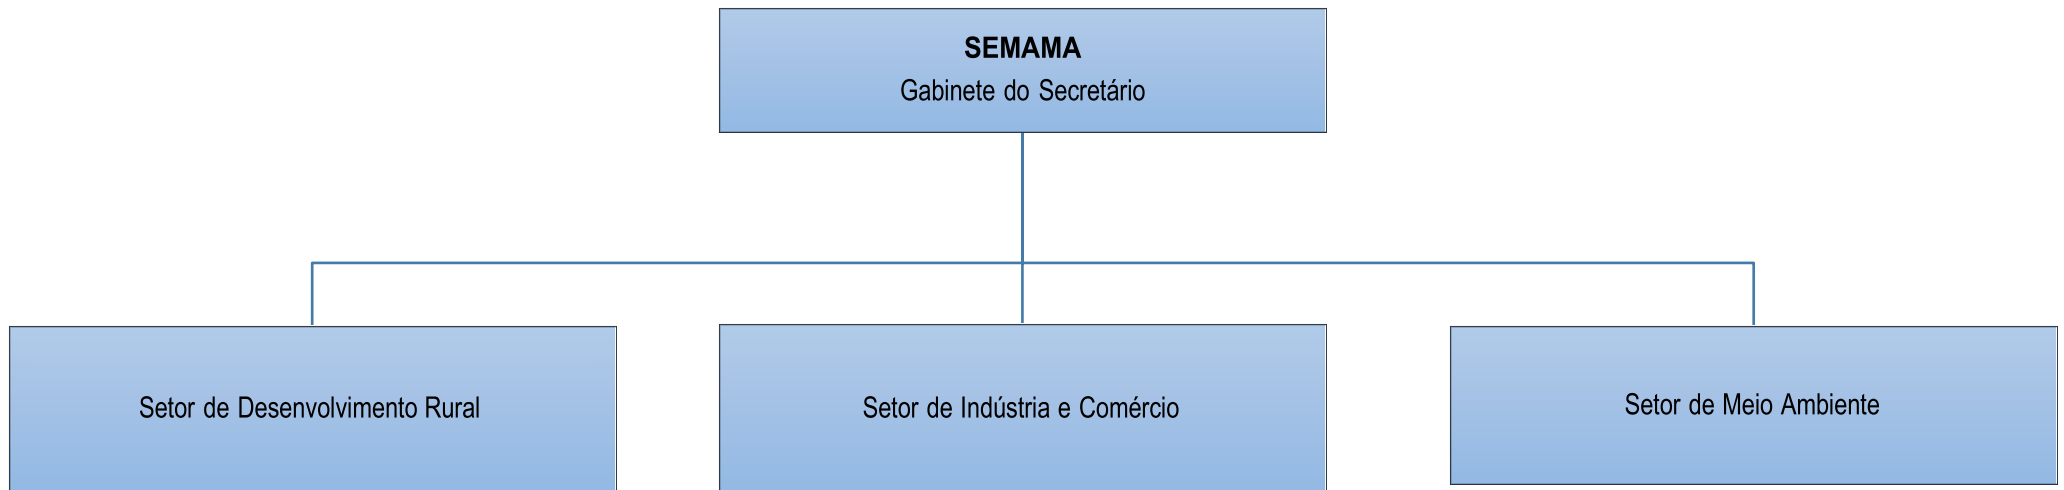 SEMAMA
Gabinete do Secretário
Setor de Desenvolvimento Rural
Setor de Indústria e Comércio
Setor de Meio Ambiente